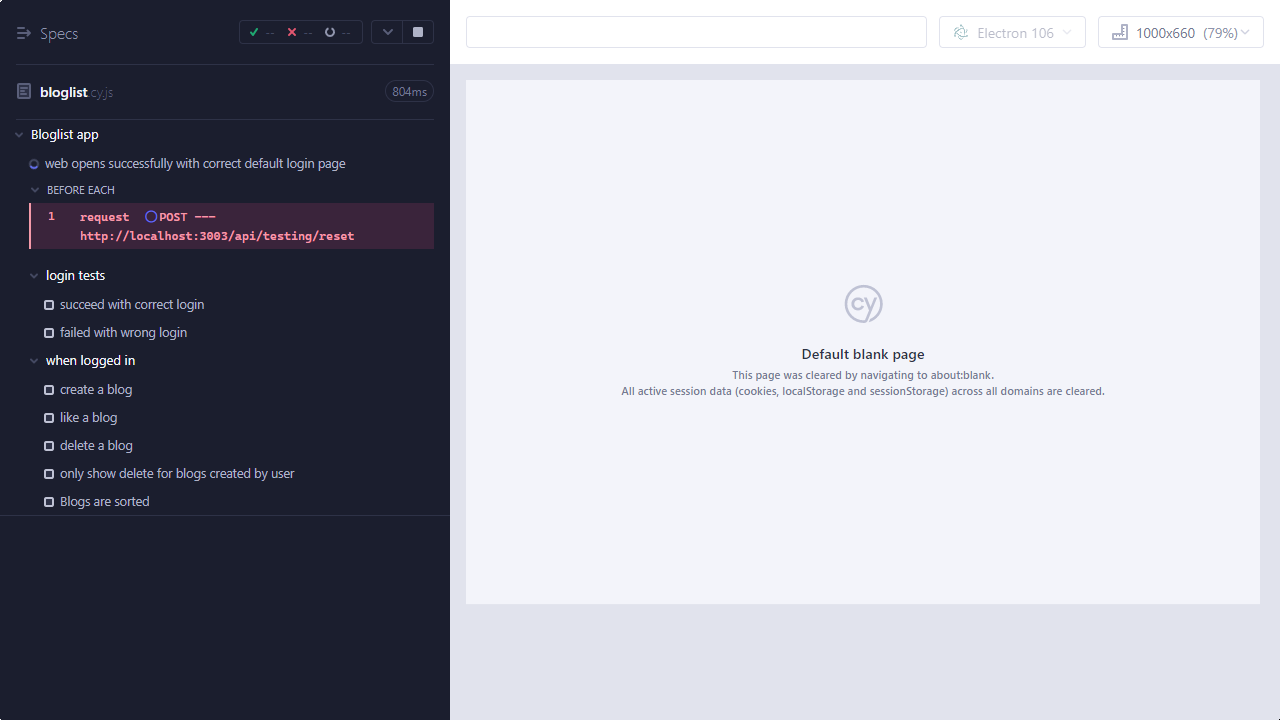 Specs
--
--
--
bloglist.cy.js
804ms
Bloglist app
web opens successfully with correct default login page
BEFORE EACH
1 request POST ---
http://localhost:3003/api/testing/reset
login tests
succeed with correct login
failed with wrong login
when logged in
create a blog
like a blog
delete a blog
only show delete for blogs created by user
Blogs are sorted
Electron 106
1000x660 (79%)
cy
Default blank page
This page was cleared by navigating to about:blank.
All active session data (cookies, localStorage and sessionStorage) across all domains are cleared.